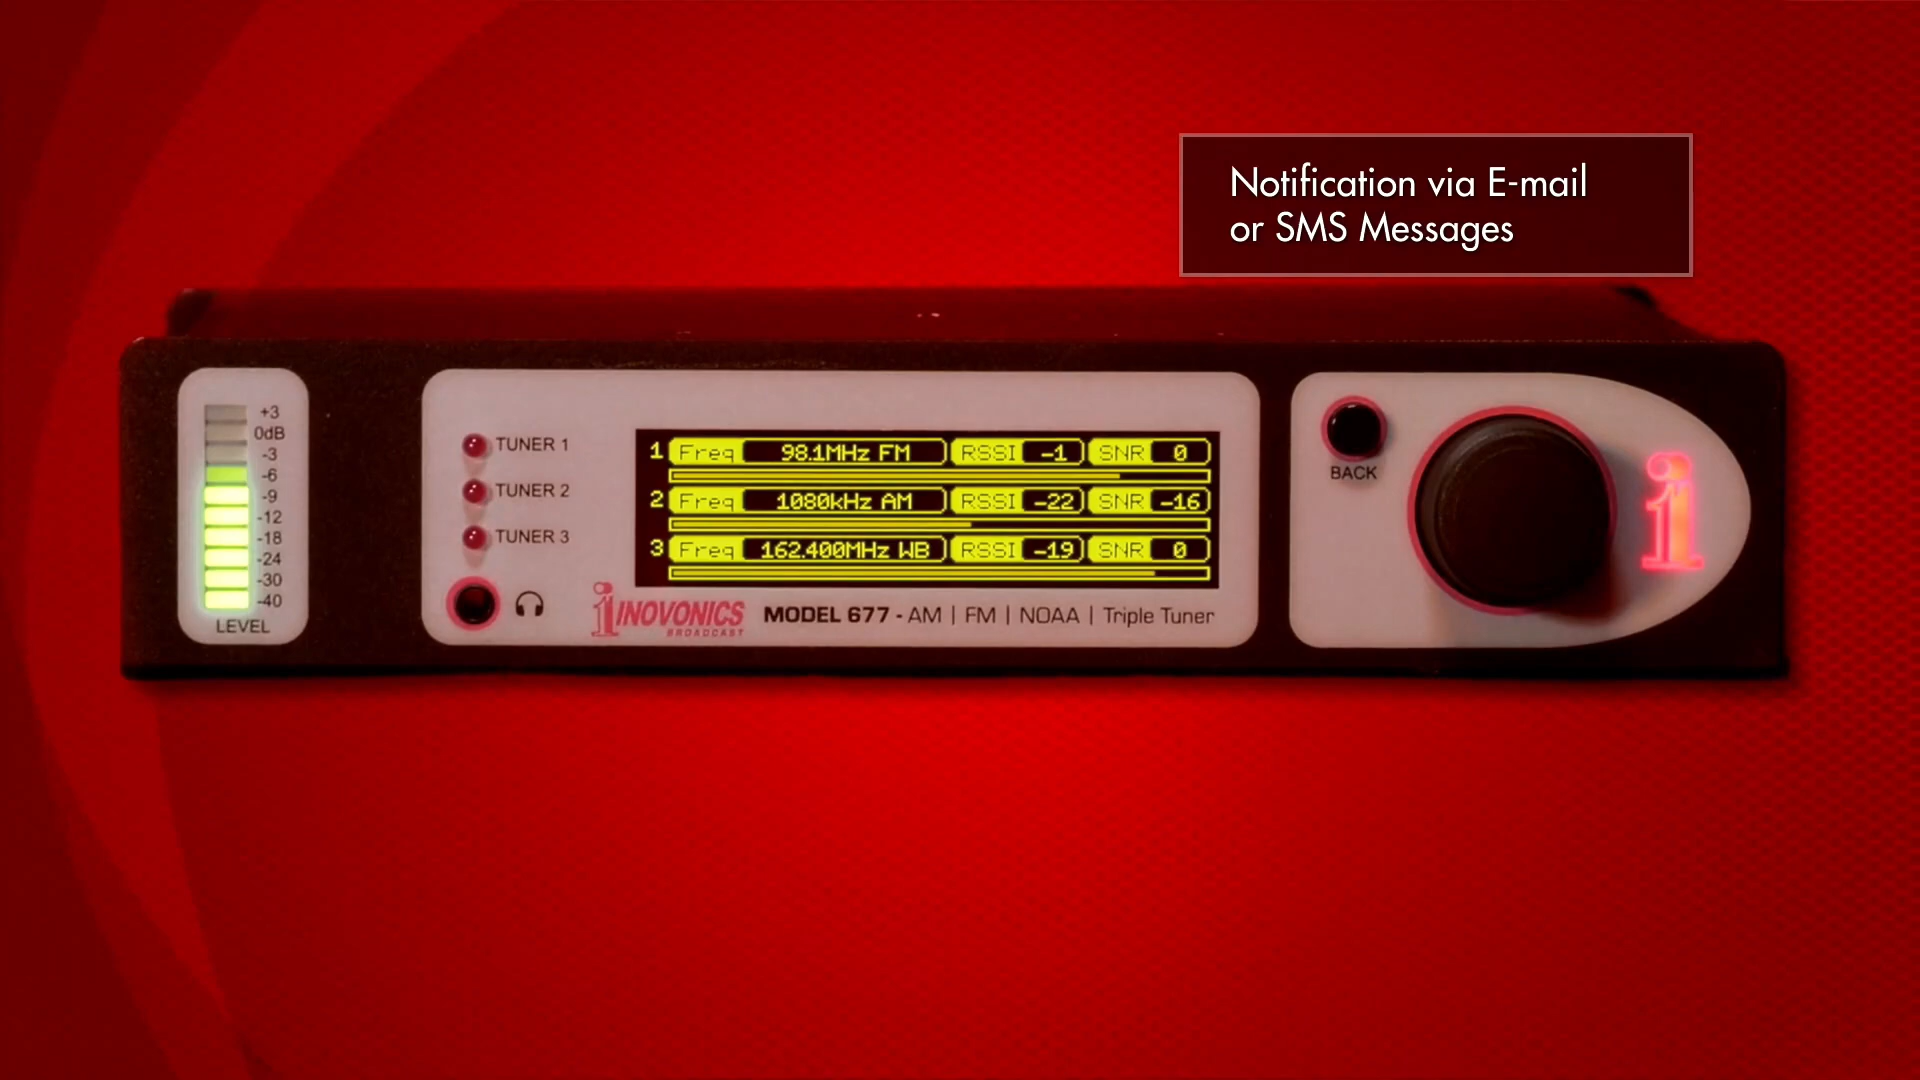 Notification via E-mail
or SMS Messages
+3
0dB
-3
-6
-9
-12
-18
-24
-30
-40
LEVEL
TUNER 1
TUNER 2
TUNER 3
1 Freq 98.1MHz FM RSSI -1 SNR 0
2 Freq 1080kHz AM RSSI -22 SNR -16
3 Freq 162.400MHz WB RSSI -19 SNR 0
i INOVONICS
BROADCAST
MODEL 677 - AM | FM | NOAA | Triple Tuner
BACK
i